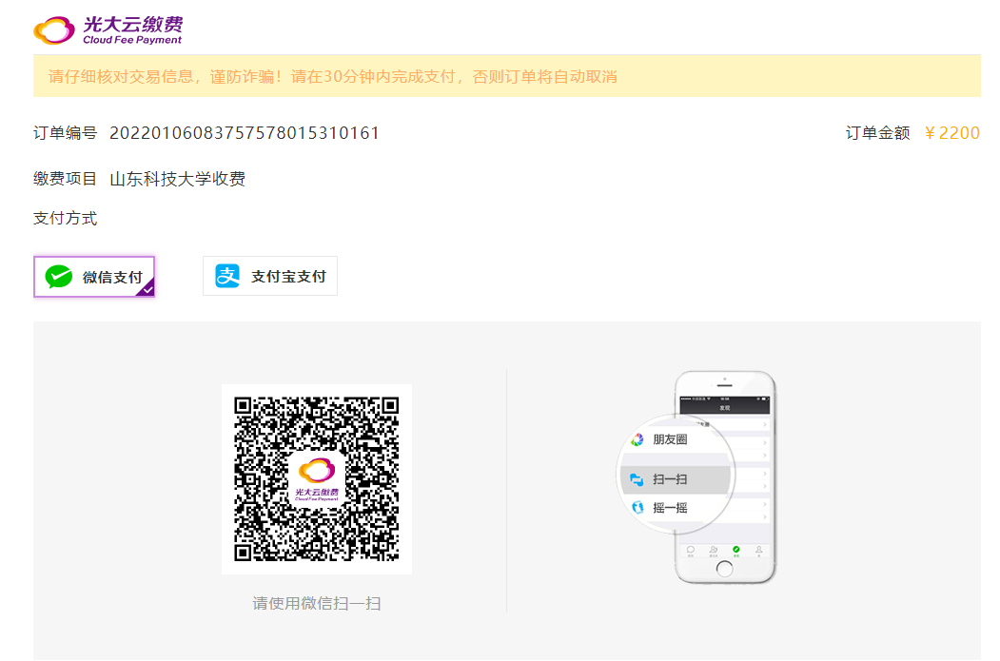 光大云缴费
Cloud Fee Payment
请仔细核对交易信息，谨防诈骗！请在30分钟内完成支付，否则订单将自动取消
订单编号 20220106083757578015310161
订单金额 ¥2200
缴费项目 山东科技大学收费
支付方式
微信支付
支付宝支付
光大云缴费
Cloud Fee Payment
请使用微信扫一扫
发现
朋友圈
扫一扫
摇一摇